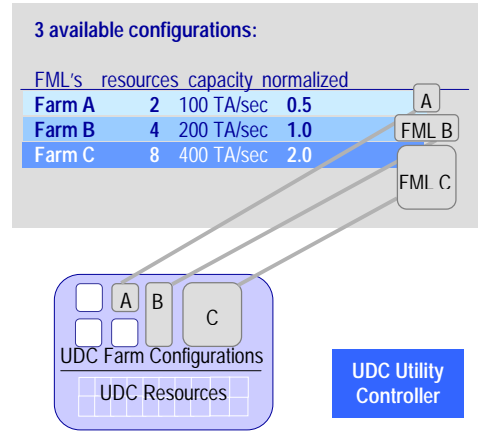 3 available configurations:
FML's resources capacity normalized
Farm A 2 100 TA/sec 0.5
Farm B 4 200 TA/sec 1.0
Farm C 8 400 TA/sec 2.0
A
FML B
FML C
A B C
UDC Farm Configurations
UDC Resources
UDC Utility
Controller